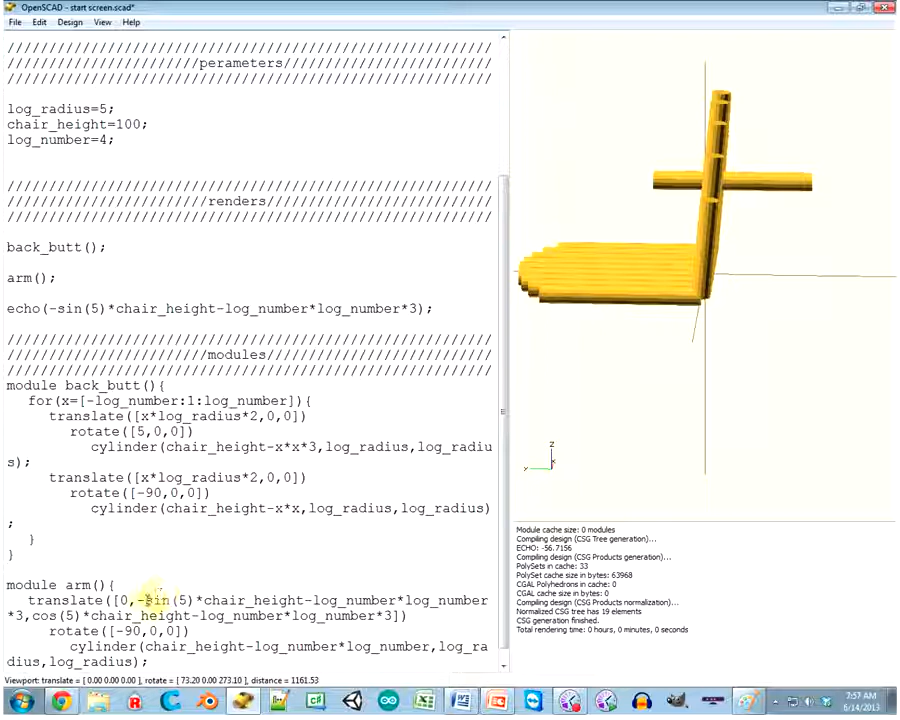 OpenSCAD - start screen.scad*
File Edit Design View Help
//////////////////////////////////////////////////////////
///////////////////////perameters/////////////////////////
//////////////////////////////////////////////////////////
log_radius=5;
chair_height=100;
log_number=4;
//////////////////////////////////////////////////////////
////////////////////////renders///////////////////////////
//////////////////////////////////////////////////////////
back_butt();
arm();
echo(-sin(5)*chair_height-log_number*log_number*3);
//////////////////////////////////////////////////////////
////////////////////////modules///////////////////////////
//////////////////////////////////////////////////////////
module back_butt(){
for(x=[-log_number:1:log_number]){
translate([x*log_radius*2,0,0])
rotate([5,0,0])
cylinder(chair_height-x*x*3,log_radius,log_radiu
s);
translate([x*log_radius*2,0,0])
rotate([-90,0,0])
cylinder(chair_height-x*x,log_radius,log_radius)
;
}
}
module arm(){
translate([0,-sin(5)*chair_height-log_number*log_number
*3,cos(5)*chair_height-log_number*log_number*3])
rotate([-90,0,0])
cylinder(chair_height-log_number*log_number,log_ra
dius,log_radius);
z
x
y
Module cache size: 0 modules
Compiling design (CSG Tree generation)...
ECHO: -56.7156
Compiling design (CSG Products generation)...
PolySets in cache: 33
PolySet cache size in bytes: 63968
CGAL Polyhedrons in cache: 0
CGAL cache size in bytes: 0
Compiling design (CSG Products normalization)...
Normalized CSG tree has 19 elements
CSG generation finished.
Total rendering time: 0 hours, 0 minutes, 0 seconds
Viewport: translate = [ 0.00 0.00 0.00 ], rotate = [ 73.20 0.00 273.10 ], distance = 1161.53
7:57 AM
6/14/2013